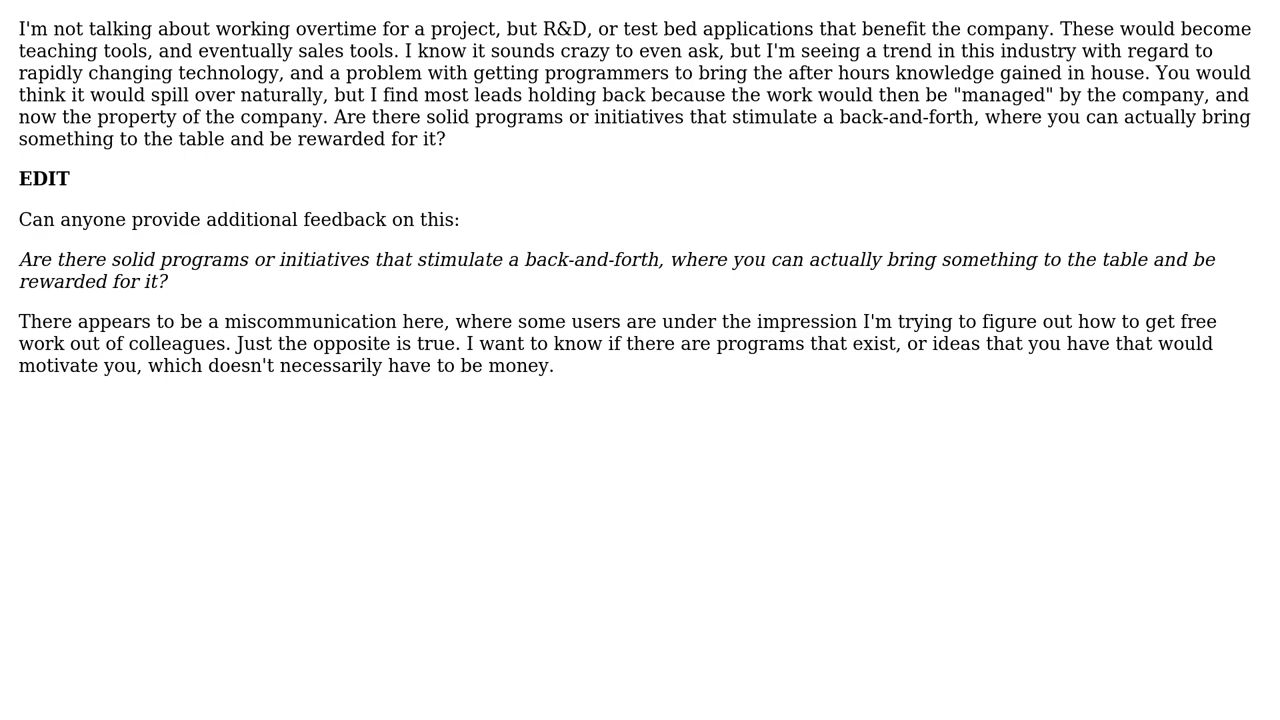 I'm not talking about working overtime for a project, but R&D, or test bed applications that benefit the company. These would become
teaching tools, and eventually sales tools. I know it sounds crazy to even ask, but I'm seeing a trend in this industry with regard to
rapidly changing technology, and a problem with getting programmers to bring the after hours knowledge gained in house. You would
think it would spill over naturally, but I find most leads holding back because the work would then be "managed" by the company, and
now the property of the company. Are there solid programs or initiatives that stimulate a back-and-forth, where you can actually bring
something to the table and be rewarded for it?
EDIT
Can anyone provide additional feedback on this:
Are there solid programs or initiatives that stimulate a back-and-forth, where you can actually bring something to the table and be
rewarded for it?
There appears to be a miscommunication here, where some users are under the impression I'm trying to figure out how to get free
work out of colleagues. Just the opposite is true. I want to know if there are programs that exist, or ideas that you have that would
motivate you, which doesn't necessarily have to be money.